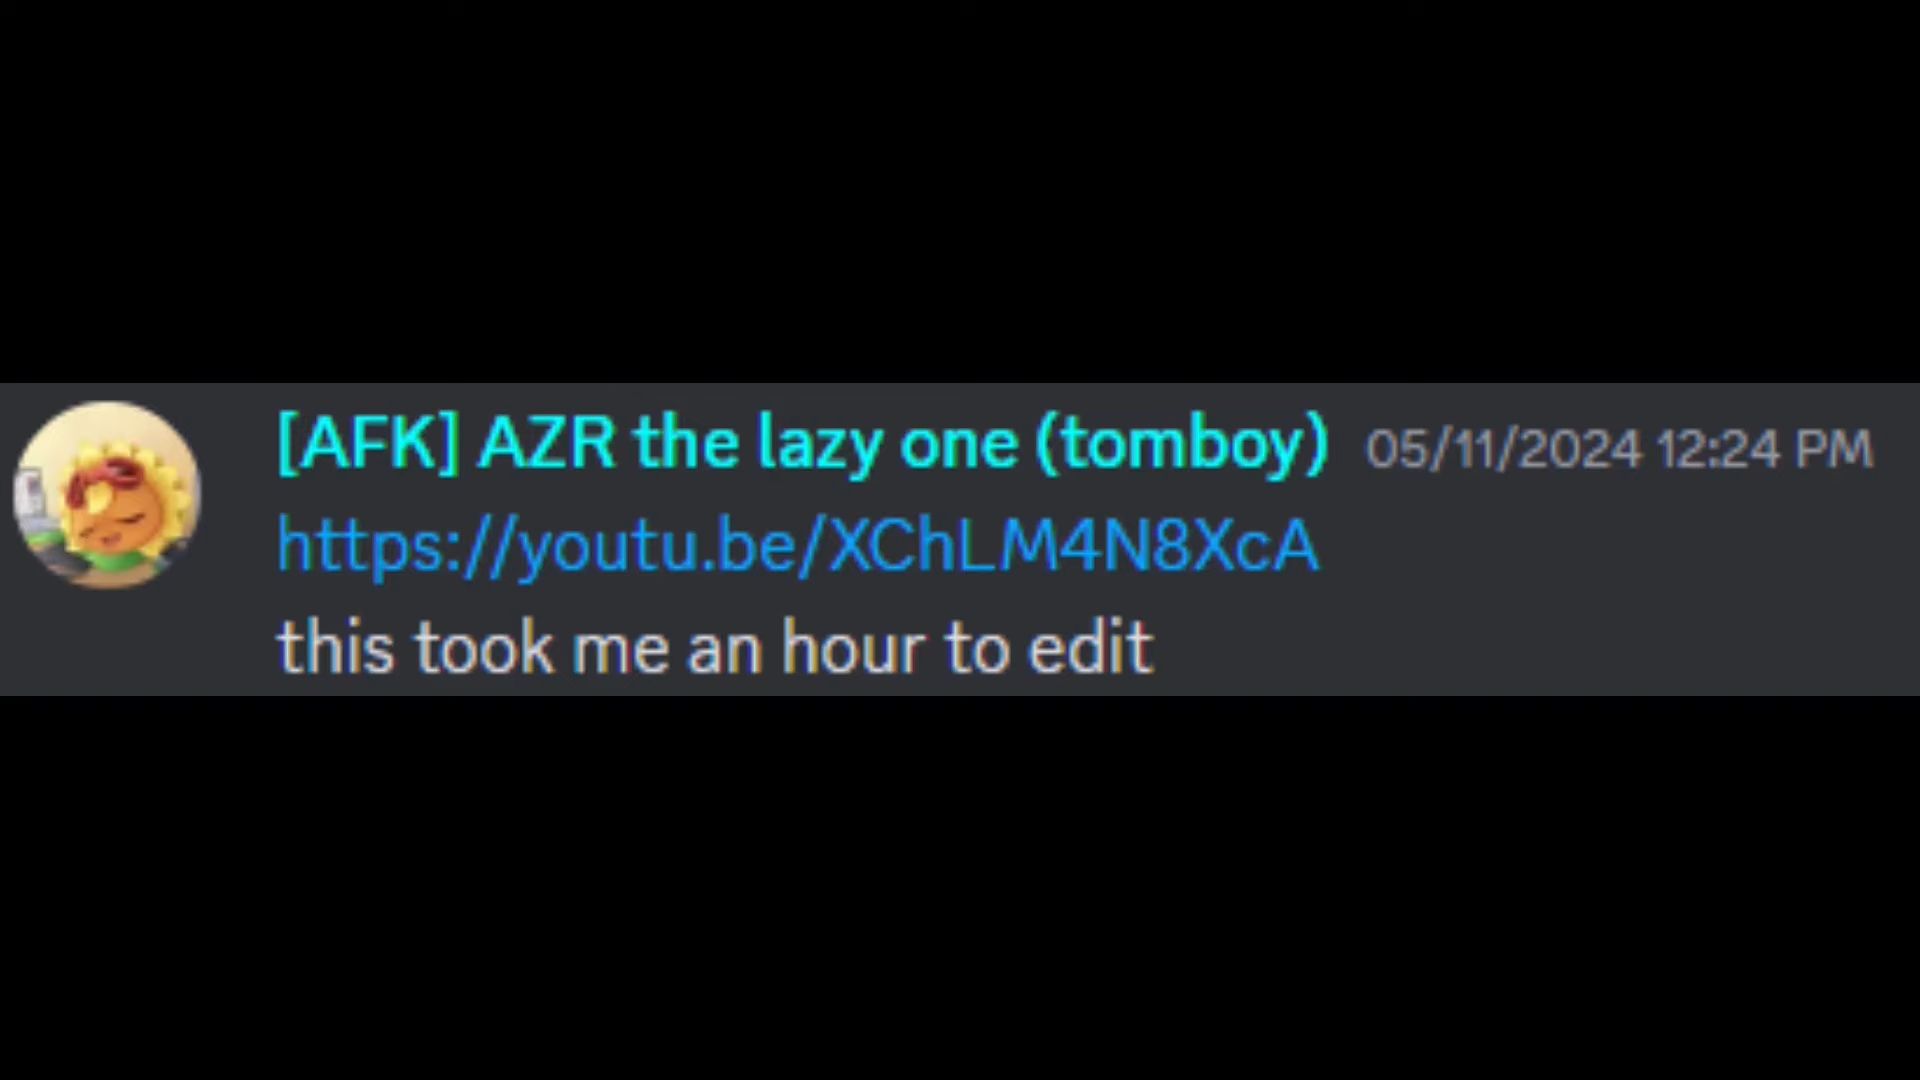 [AFK] AZR the lazy one (tomboy) 05/11/2024 12:24 PM
https://youtu.be/XChLM4N8XcA
this took me an hour to edit